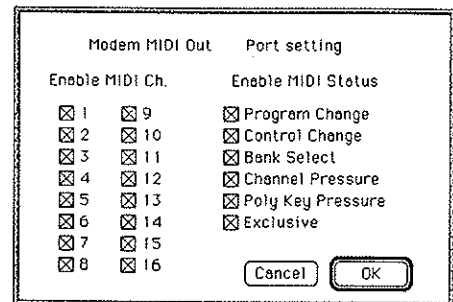 Modem MIDI Out Port setting
Enable MIDI Ch. Enable MIDI Status
1 9 Program Change
2 10 Control Change
3 11 Bank Select
4 12 Channel Pressure
5 13 Poly Key Pressure
6 14 Exclusive
7 15
8 16
Cancel OK